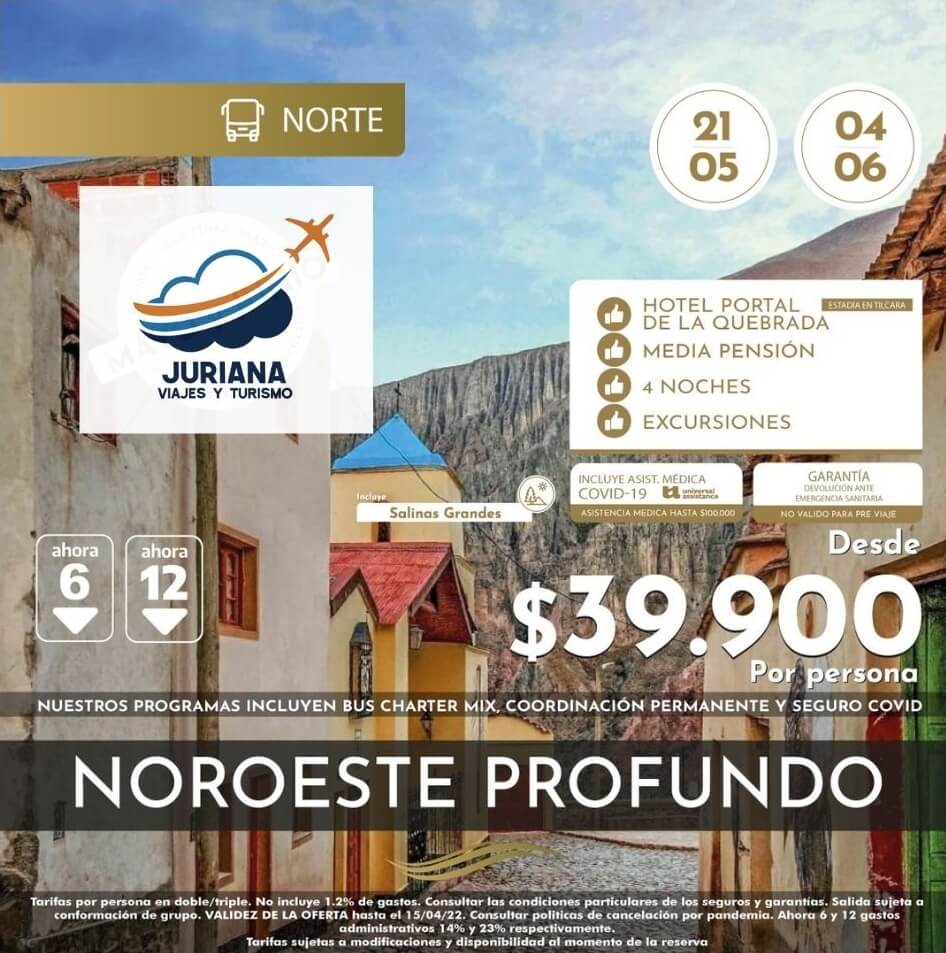 NORTE
21
05
04
06
JURIANA
VIAJES Y TURISMO
HOTEL PORTAL
DE LA QUEBRADA
ESTADÍA EN TILCARA
MEDIA PENSIÓN
4 NOCHES
EXCURSIONES
Incluye
Salinas Grandes
INCLUYE ASIST. MÉDICA
COVID-19 ua universal assistance
ASISTENCIA MEDICA HASTA $100.000
GARANTÍA
DEVOLUCIÓN ANTE
EMERGENCIA SANITARIA
NO VALIDO PARA PRE VIAJE
ahora
6
ahora
12
Desde
$39.900
Por persona
NUESTROS PROGRAMAS INCLUYEN BUS CHARTER MIX, COORDINACIÓN PERMANENTE Y SEGURO COVID
NOROESTE PROFUNDO
Tarifas por persona en doble/triple. No incluye 1.2% de gastos. Consultar las condiciones particulares de los seguros y garantías. Salida sujeta a
conformación de grupo. VALIDEZ DE LA OFERTA hasta el 15/04/22. Consultar políticas de cancelación por pandemia. Ahora 6 y 12 gastos
administrativos 14% y 23% respectivamente.
Tarifas sujetas a modificaciones y disponibilidad al momento de la reserva